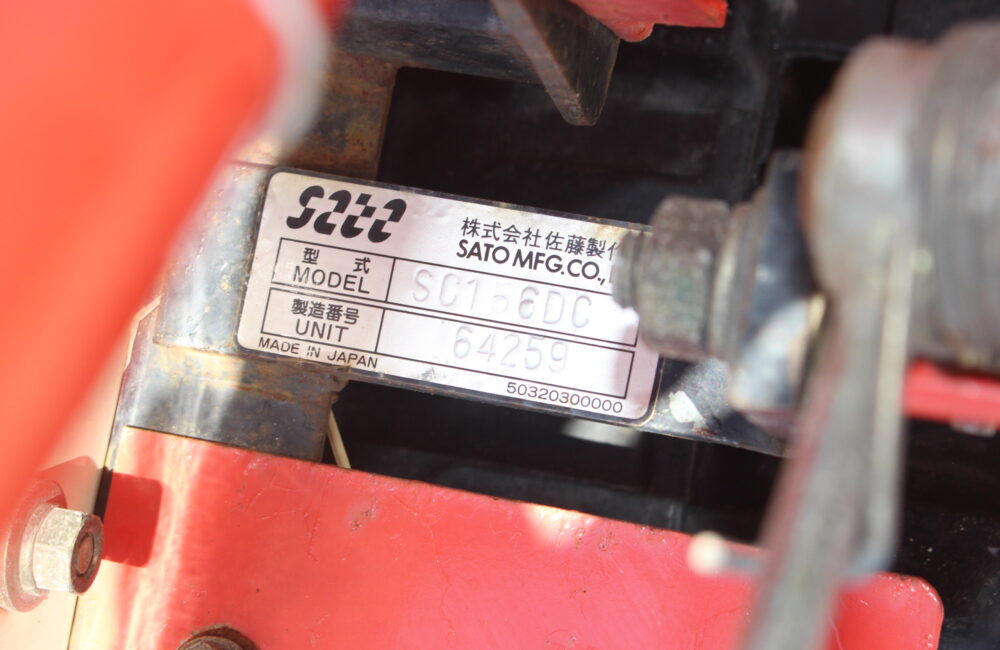 sato
株式会社佐藤製作
SATO MFG.CO.,
型 式
MODEL
製造番号
UNIT
64259
MADE IN JAPAN
50320300000